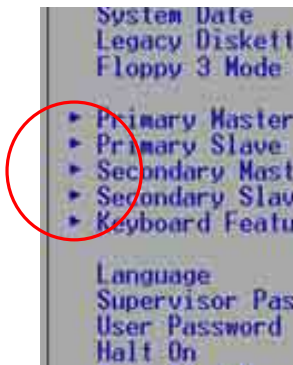 System Date
Legacy Diskett
Floppy 3 Mode
Primary Master
Primary Slave
Secondary Mast
Secondary Slav
Keyboard Featu
Language
Supervisor Pas
User Password
Halt On